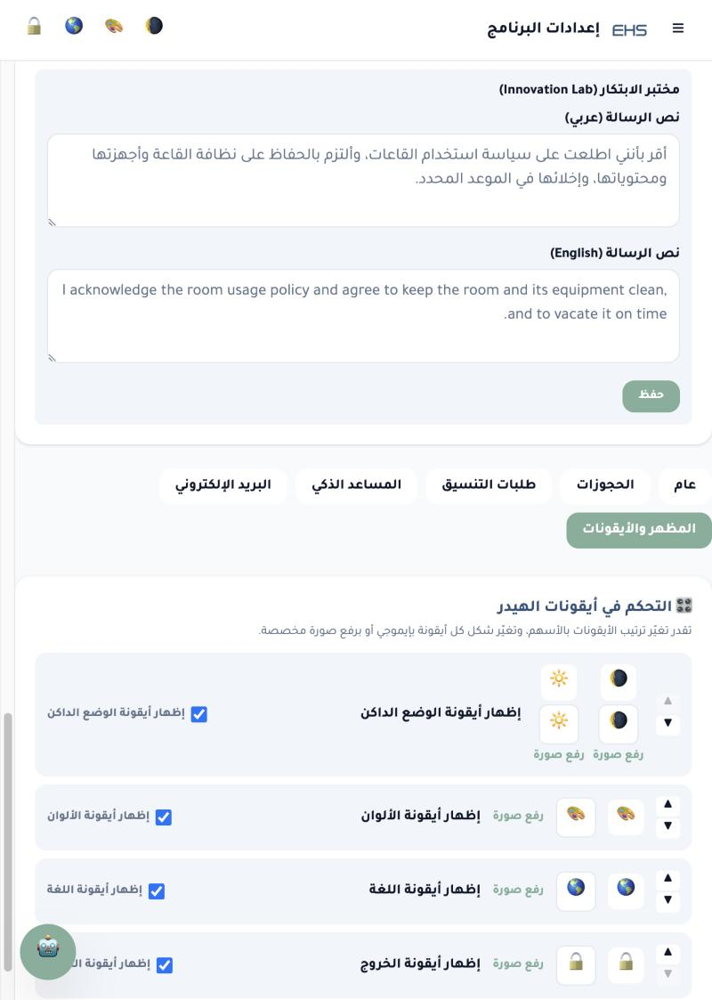 EHS إعدادات البرنامج
مختبر الابتكار (Innovation Lab)
نص الرسالة (عربي)
أقر بأنني اطلعت على سياسة استخدام القاعات، وألتزم بالحفاظ على نظافة القاعة وأجهزتها
ومحتوياتها، وإخلائها في الموعد المحدد.
نص الرسالة (English)
I acknowledge the room usage policy and agree to keep the room and its equipment clean,
and to vacate it on time.
حفظ
عام
الحجوزات
طلبات التنسيق
المساعد الذكي
البريد الإلكتروني
المظهر والأيقونات
التحكم في أيقونات الهيدر
تقدر تغيّر ترتيب الأيقونات بالأسهم، وتغيّر شكل كل أيقونة بإيموجي أو برفع صورة مخصصة.
إظهار أيقونة الوضع الداكن
إظهار أيقونة الوضع الداكن
رفع صورة
رفع صورة
رفع صورة
إظهار أيقونة الألوان
إظهار أيقونة الألوان
رفع صورة
إظهار أيقونة اللغة
إظهار أيقونة اللغة
رفع صورة
إظهار أيقونة الخروج
إظهار أيقونة